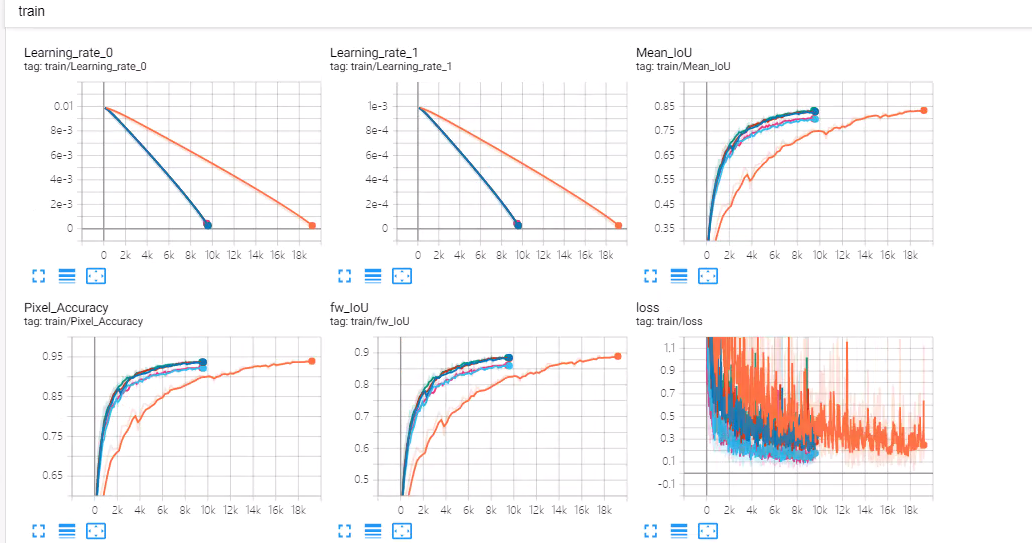 train
Learning_rate_0
tag: train/Learning_rate_0
0.01
8e-3
6e-3
4e-3
2e-3
0
0 2k 4k 6k 8k 10k 12k 14k 16k 18k
Learning_rate_1
tag: train/Learning_rate_1
1e-3
8e-4
6e-4
4e-4
2e-4
0
0 2k 4k 6k 8k 10k 12k 14k 16k 18k
Mean_IoU
tag: train/Mean_IoU
0.85
0.75
0.65
0.55
0.45
0.35
0 2k 4k 6k 8k 10k 12k 14k 16k 18k
Pixel_Accuracy
tag: train/Pixel_Accuracy
0.95
0.85
0.75
0.65
0 2k 4k 6k 8k 10k 12k 14k 16k 18k
fw_IoU
tag: train/fw_IoU
0.9
0.8
0.7
0.6
0.5
0 2k 4k 6k 8k 10k 12k 14k 16k 18k
loss
tag: train/loss
1.1
0.9
0.7
0.5
0.3
0.1
-0.1
0 2k 4k 6k 8k 10k 12k 14k 16k 18k